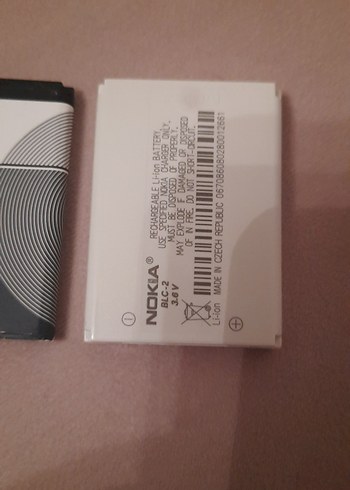 NOKIA®
BLC-2
3.6 V
RECHARGEABLE Li-Ion BATTERY.
USE SPECIFIED NOKIA CHARGER ONLY.
MUST BE DISPOSED OF PROPERLY.
MAY EXPLODE IF DAMAGED OR DISPOSED
OF IN FIRE. DO NOT SHORT-CIRCUIT.
Li-Ion MADE IN CZECH REPUBLIC